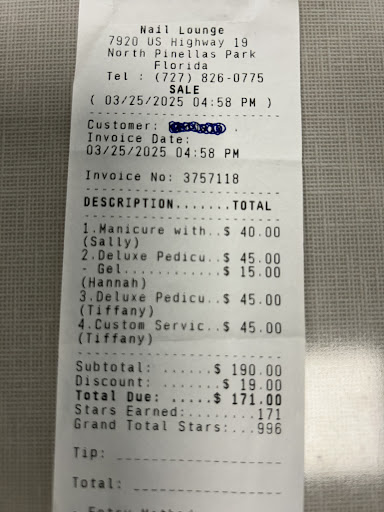 Nail Lounge
7920 US Highway 19
North Pinellas Park
Florida
Tel : (727) 826-0775
SALE
( 03/25/2025 04:58 PM )
Customer:
Invoice Date:
03/25/2025 04:58 PM
Invoice No: 3757118
DESCRIPTION.......TOTAL
1.Manicure with..$ 40.00
(Sally)
2.Deluxe Pedicu..$ 45.00
- Gel............$ 15.00
(Hannah)
3.Deluxe Pedicu..$ 45.00
(Tiffany)
4.Custom Servic..$ 45.00
(Tiffany)
Subtotal: ......$ 190.00
Discount: .......$ 19.00
Total Due: .....$ 171.00
Stars Earned:........171
Grand Total Stars:...996
Tip:
Total: